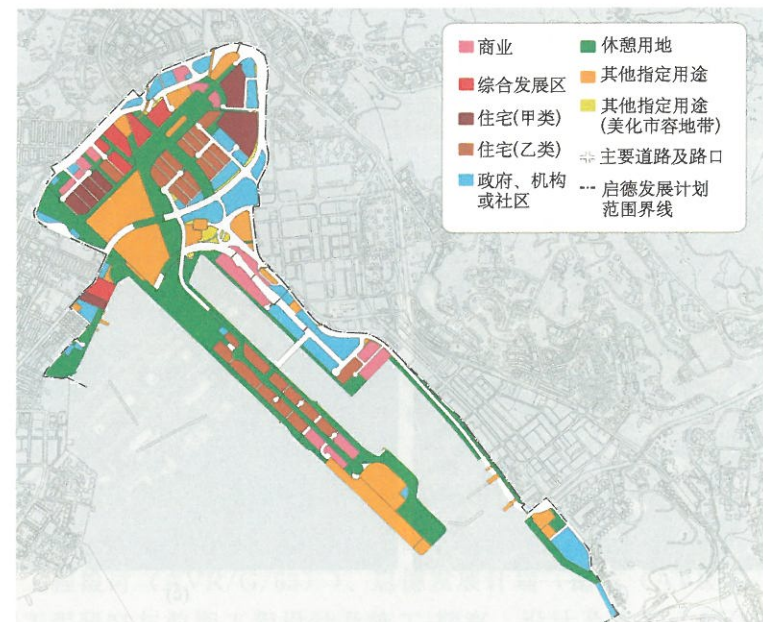 商业
综合发展区
住宅(甲类)
住宅(乙类)
政府、机构
或社区
休憩用地
其他指定用途
其他指定用途
(美化市容地带)
主要道路及路口
启德发展计划
范围界线